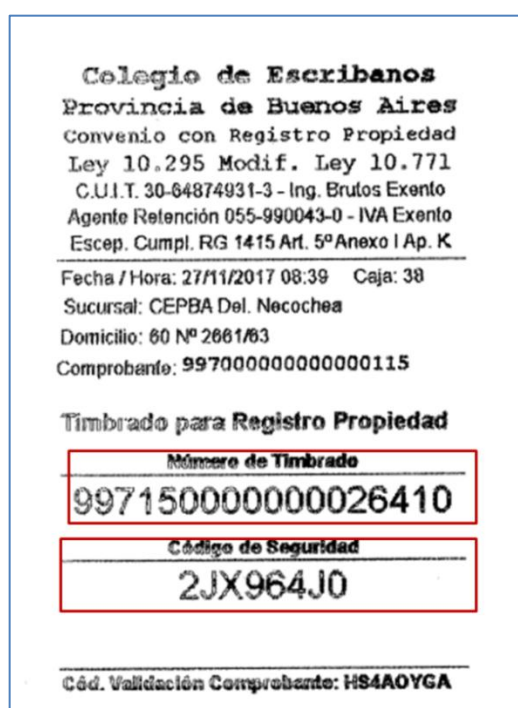 Colegio de Escribanos
Provincia de Buenos Aires
Convenio con Registro Propiedad
Ley 10.295 Modif. Ley 10.771
C.U.I.T. 30-64874931-3 - Ing. Brutos Exento
Agente Retención 055-990043-0 - IVA Exento
Escep. Cumpl. RG 1415 Art. 5º Anexo I Ap. K
Fecha / Hora: 27/11/2017 08:39 Caja: 38
Sucursal: CEPBA Del. Necochea
Domicilio: 60 Nº 2661/63
Comprobante: 997000000000000115
Timbrado para Registro Propiedad
Número de Timbrado
997150000000026410
Código de Seguridad
2JX964J0
Cód. Validación Comprobante: HS4AOYGA